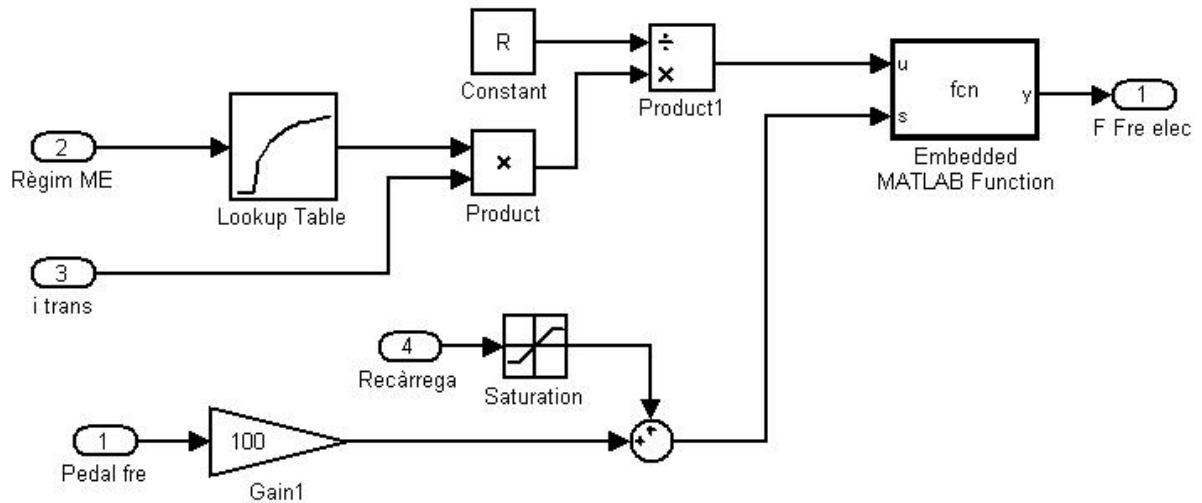 R
÷
×
Constant
Product1
u
s
fcn
y
1
F Fre elec
Embedded
MATLAB Function
2
Règim ME
Lookup Table
×
Product
3
i trans
4
Recàrrega
Saturation
1
Pedal fre
100
Gain1
+
+